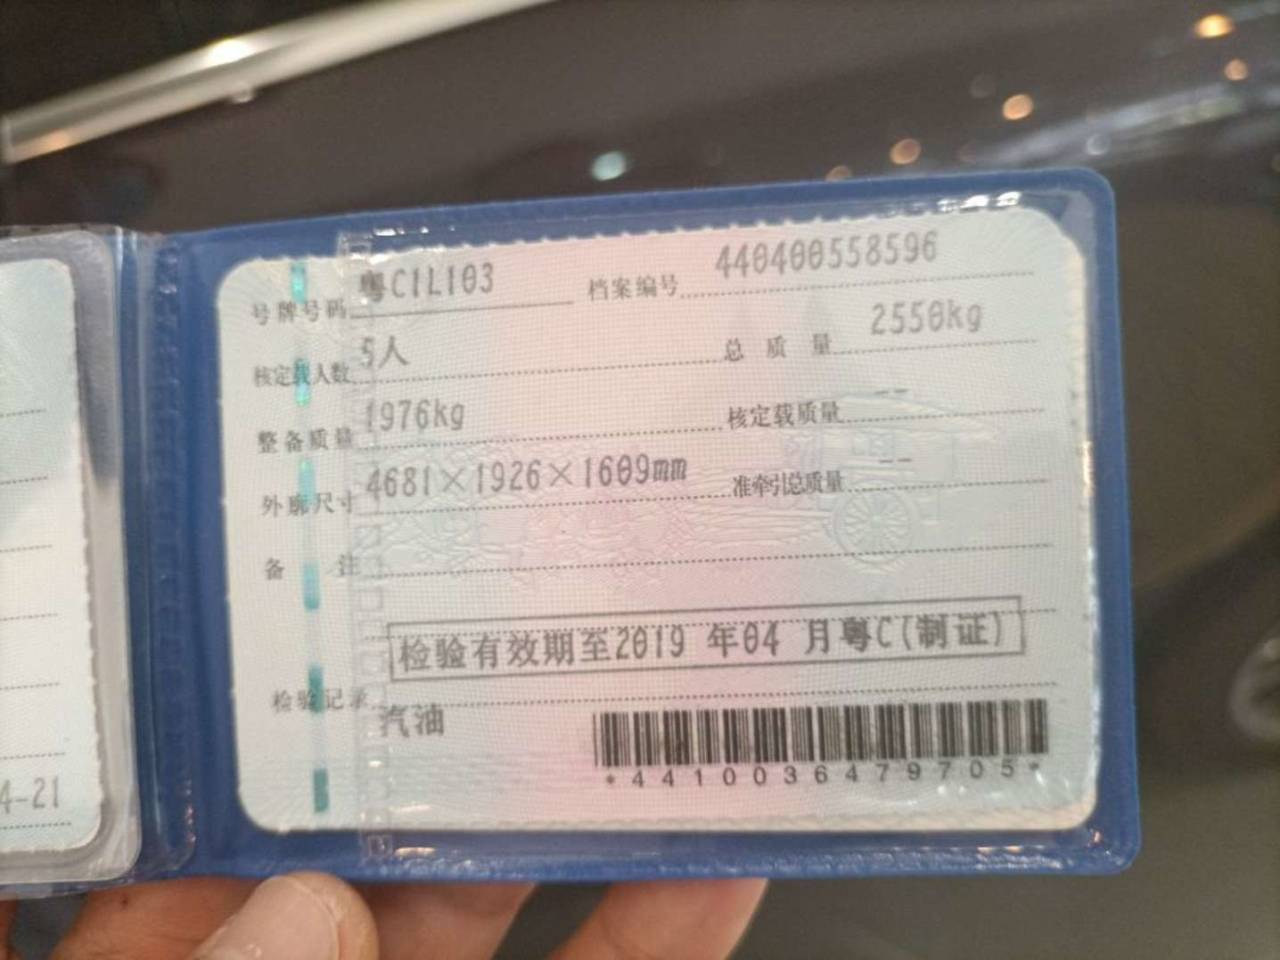 号牌号码 粤C1L103 档案编号 440400558596
核定载人数 5人 总质量 2550kg
整备质量 1976kg 核定载质量 --
外廓尺寸 4681×1926×1609mm 准牵引总质量 --
备注
检验有效期至2019 年04 月粤C(制证)
检验记录
汽油
*4410036479705*
4-21